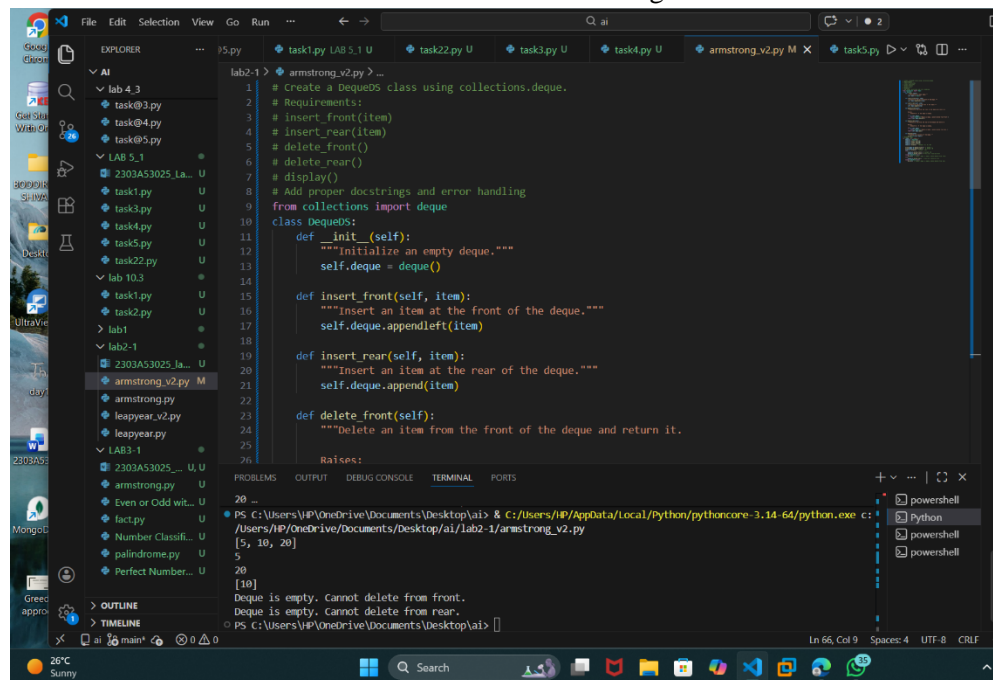 File Edit Selection View Go Run ... ai 2
EXPLORER ...
AI
lab 4_3
task@3.py
task@4.py
task@5.py
LAB 5_1
2303A53025_La... U
task1.py U
task3.py U
task4.py U
task5.py U
task22.py U
lab 10.3
task1.py U
task2.py U
lab1
lab2-1
2303A53025_la... U
armstrong_v2.py M
armstrong.py
leapyear_v2.py
leapyear.py
LAB3-1
2303A53025_... U, U
armstrong.py U
Even or Odd wit... U
fact.py U
Number Classifi... U
palindrome.py U
Perfect Number... U
OUTLINE
TIMELINE
5.py task1.py LAB 5_1 U task22.py U task3.py U task4.py U armstrong_v2.py M task5.py
lab2-1 > armstrong_v2.py > ...
1 # Create a DequeDS class using collections.deque.
2 # Requirements:
3 # insert_front(item)
4 # insert_rear(item)
5 # delete_front()
6 # delete_rear()
7 # display()
8 # Add proper docstrings and error handling
9 from collections import deque
10 class DequeDS:
11 def __init__(self):
12 """Initialize an empty deque."""
13 self.deque = deque()
14
15 def insert_front(self, item):
16 """Insert an item at the front of the deque."""
17 self.deque.appendleft(item)
18
19 def insert_rear(self, item):
20 """Insert an item at the rear of the deque."""
21 self.deque.append(item)
22
23 def delete_front(self):
24 """Delete an item from the front of the deque and return it.
25
26 Raises:
PROBLEMS OUTPUT DEBUG CONSOLE TERMINAL PORTS
20 …
PS C:\Users\HP\OneDrive\Documents\Desktop\ai> & C:/Users/HP/AppData/Local/Python/pythoncore-3.14-64/python.exe c:
/Users/HP/OneDrive/Documents/Desktop/ai/lab2-1/armstrong_v2.py
[5, 10, 20]
5
20
[10]
Deque is empty. Cannot delete from front.
Deque is empty. Cannot delete from rear.
PS C:\Users\HP\OneDrive\Documents\Desktop\ai>
powershell
Python
powershell
powershell
ai main* 0 0 Ln 66, Col 9 Spaces: 4 UTF-8 CRLF
26°C
Sunny
Search
35